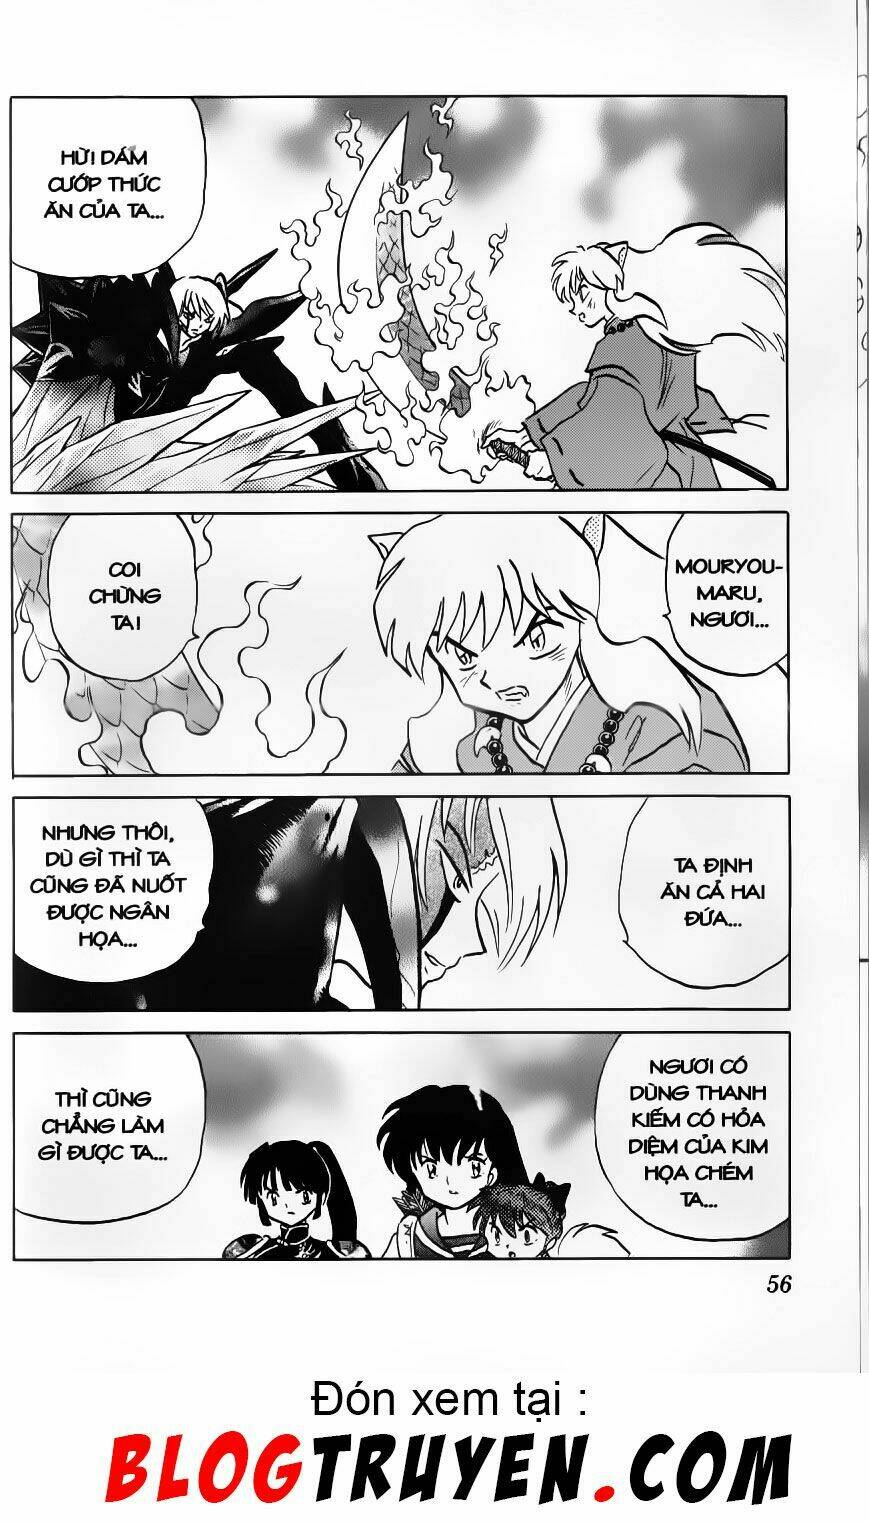 HỪI DÁM
CƯỚP THỨC
ĂN CỦA TA...
MOURYOU-
MARU,
NGƯƠI...
COI
CHỪNG
TAI
TA ĐỊNH
ĂN CẢ HAI
ĐỨA...
NHƯNG THÔI,
DÙ GÌ THÌ TA
CŨNG ĐÃ NUỐT
ĐƯỢC NGÂN
HỌA...
NGƯƠI CÓ
DÙNG THANH
KIẾM CÓ HỎA
DIỆM CỦA KIM
HỌA CHÉM
TA...
THÌ CŨNG
CHẲNG LÀM
GÌ ĐƯỢC TA...
56
Đón xem tại :
BLOGTRUYEN.COM